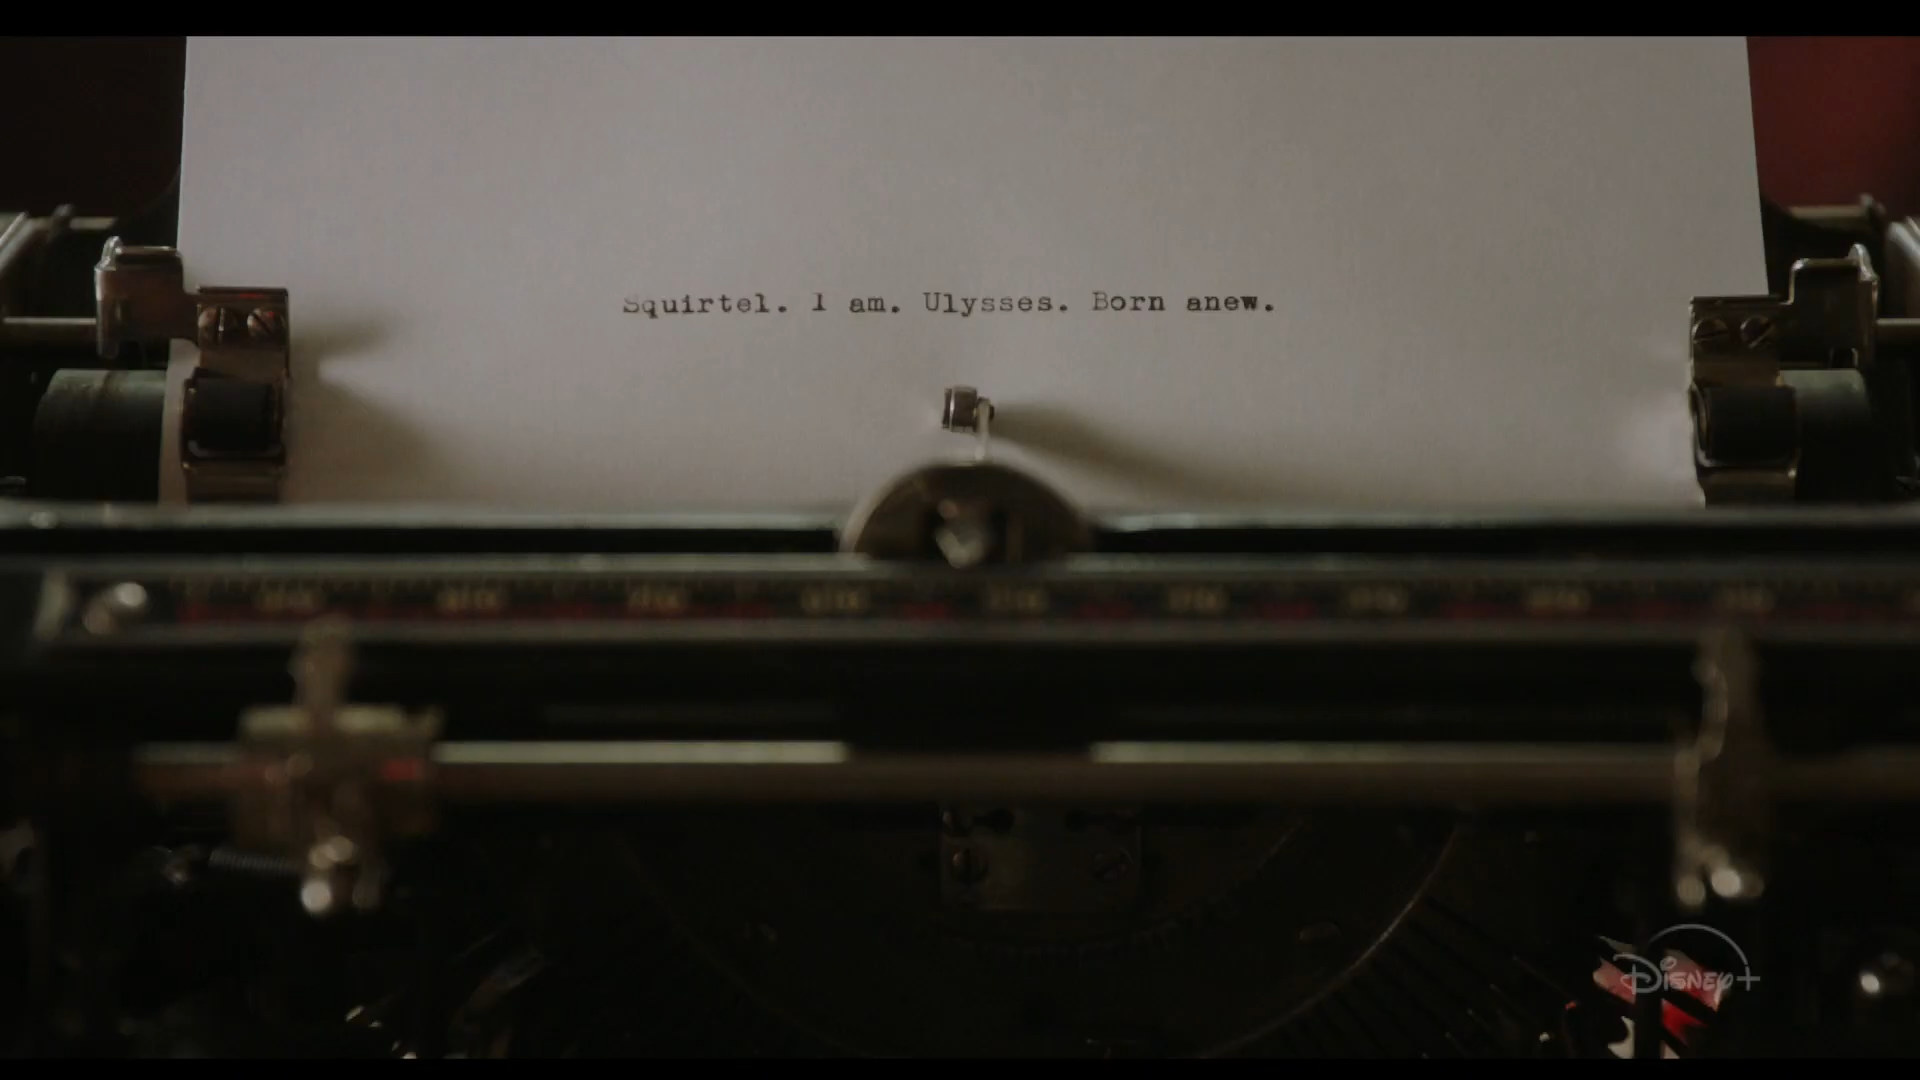 Squirtel. I am. Ulysses. Born anew.
Disney+